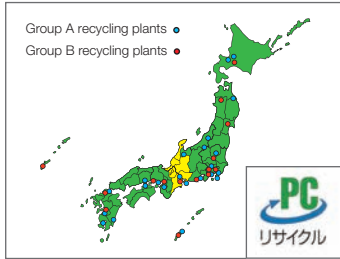 Group A recycling plants
Group B recycling plants
PC
リサイクル